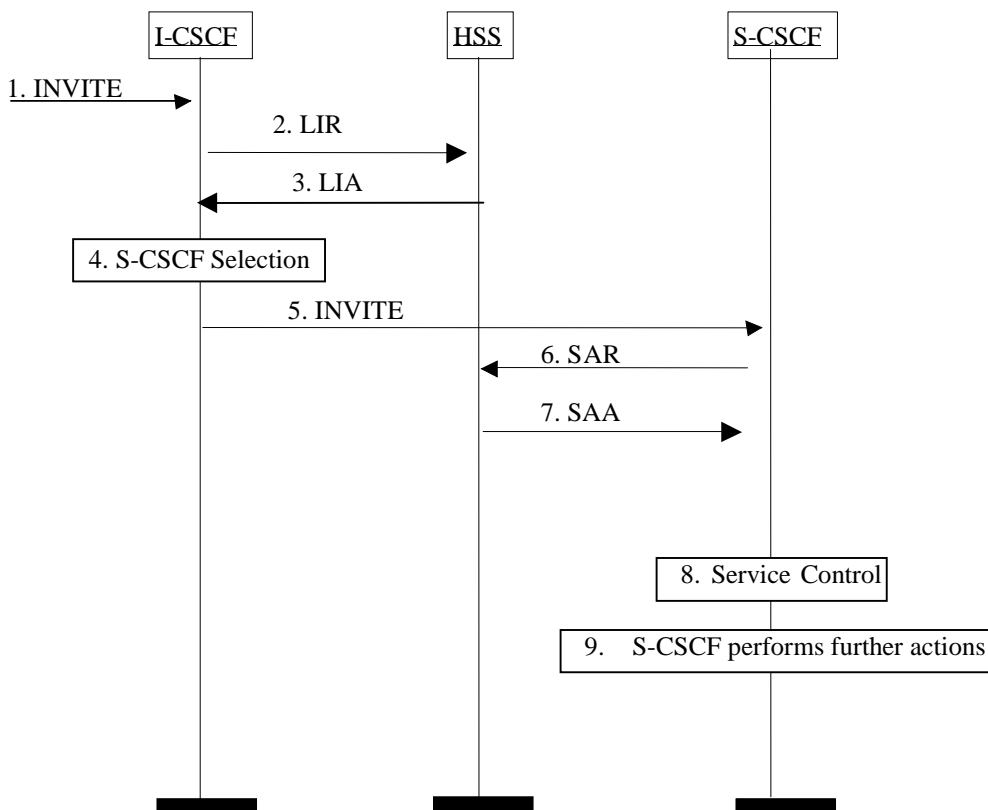 I-CSCF
HSS
S-CSCF
1. INVITE
2. LIR
3. LIA
4. S-CSCF Selection
5. INVITE
6. SAR
7. SAA
8. Service Control
9. S-CSCF performs further actions